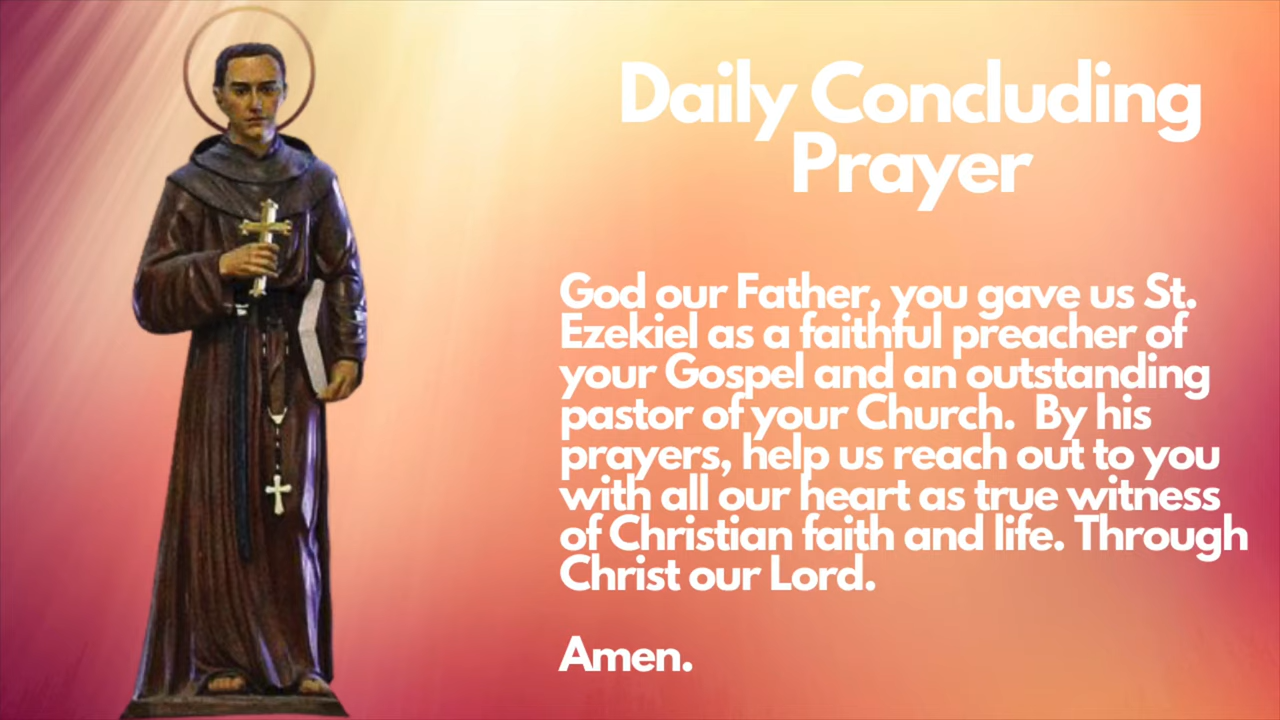 Daily Concluding
Prayer
God our Father, you gave us St.
Ezekiel as a faithful preacher of
your Gospel and an outstanding
pastor of your Church.  By his
prayers, help us reach out to you
with all our heart as true witness
of Christian faith and life. Through
Christ our Lord.
Amen.